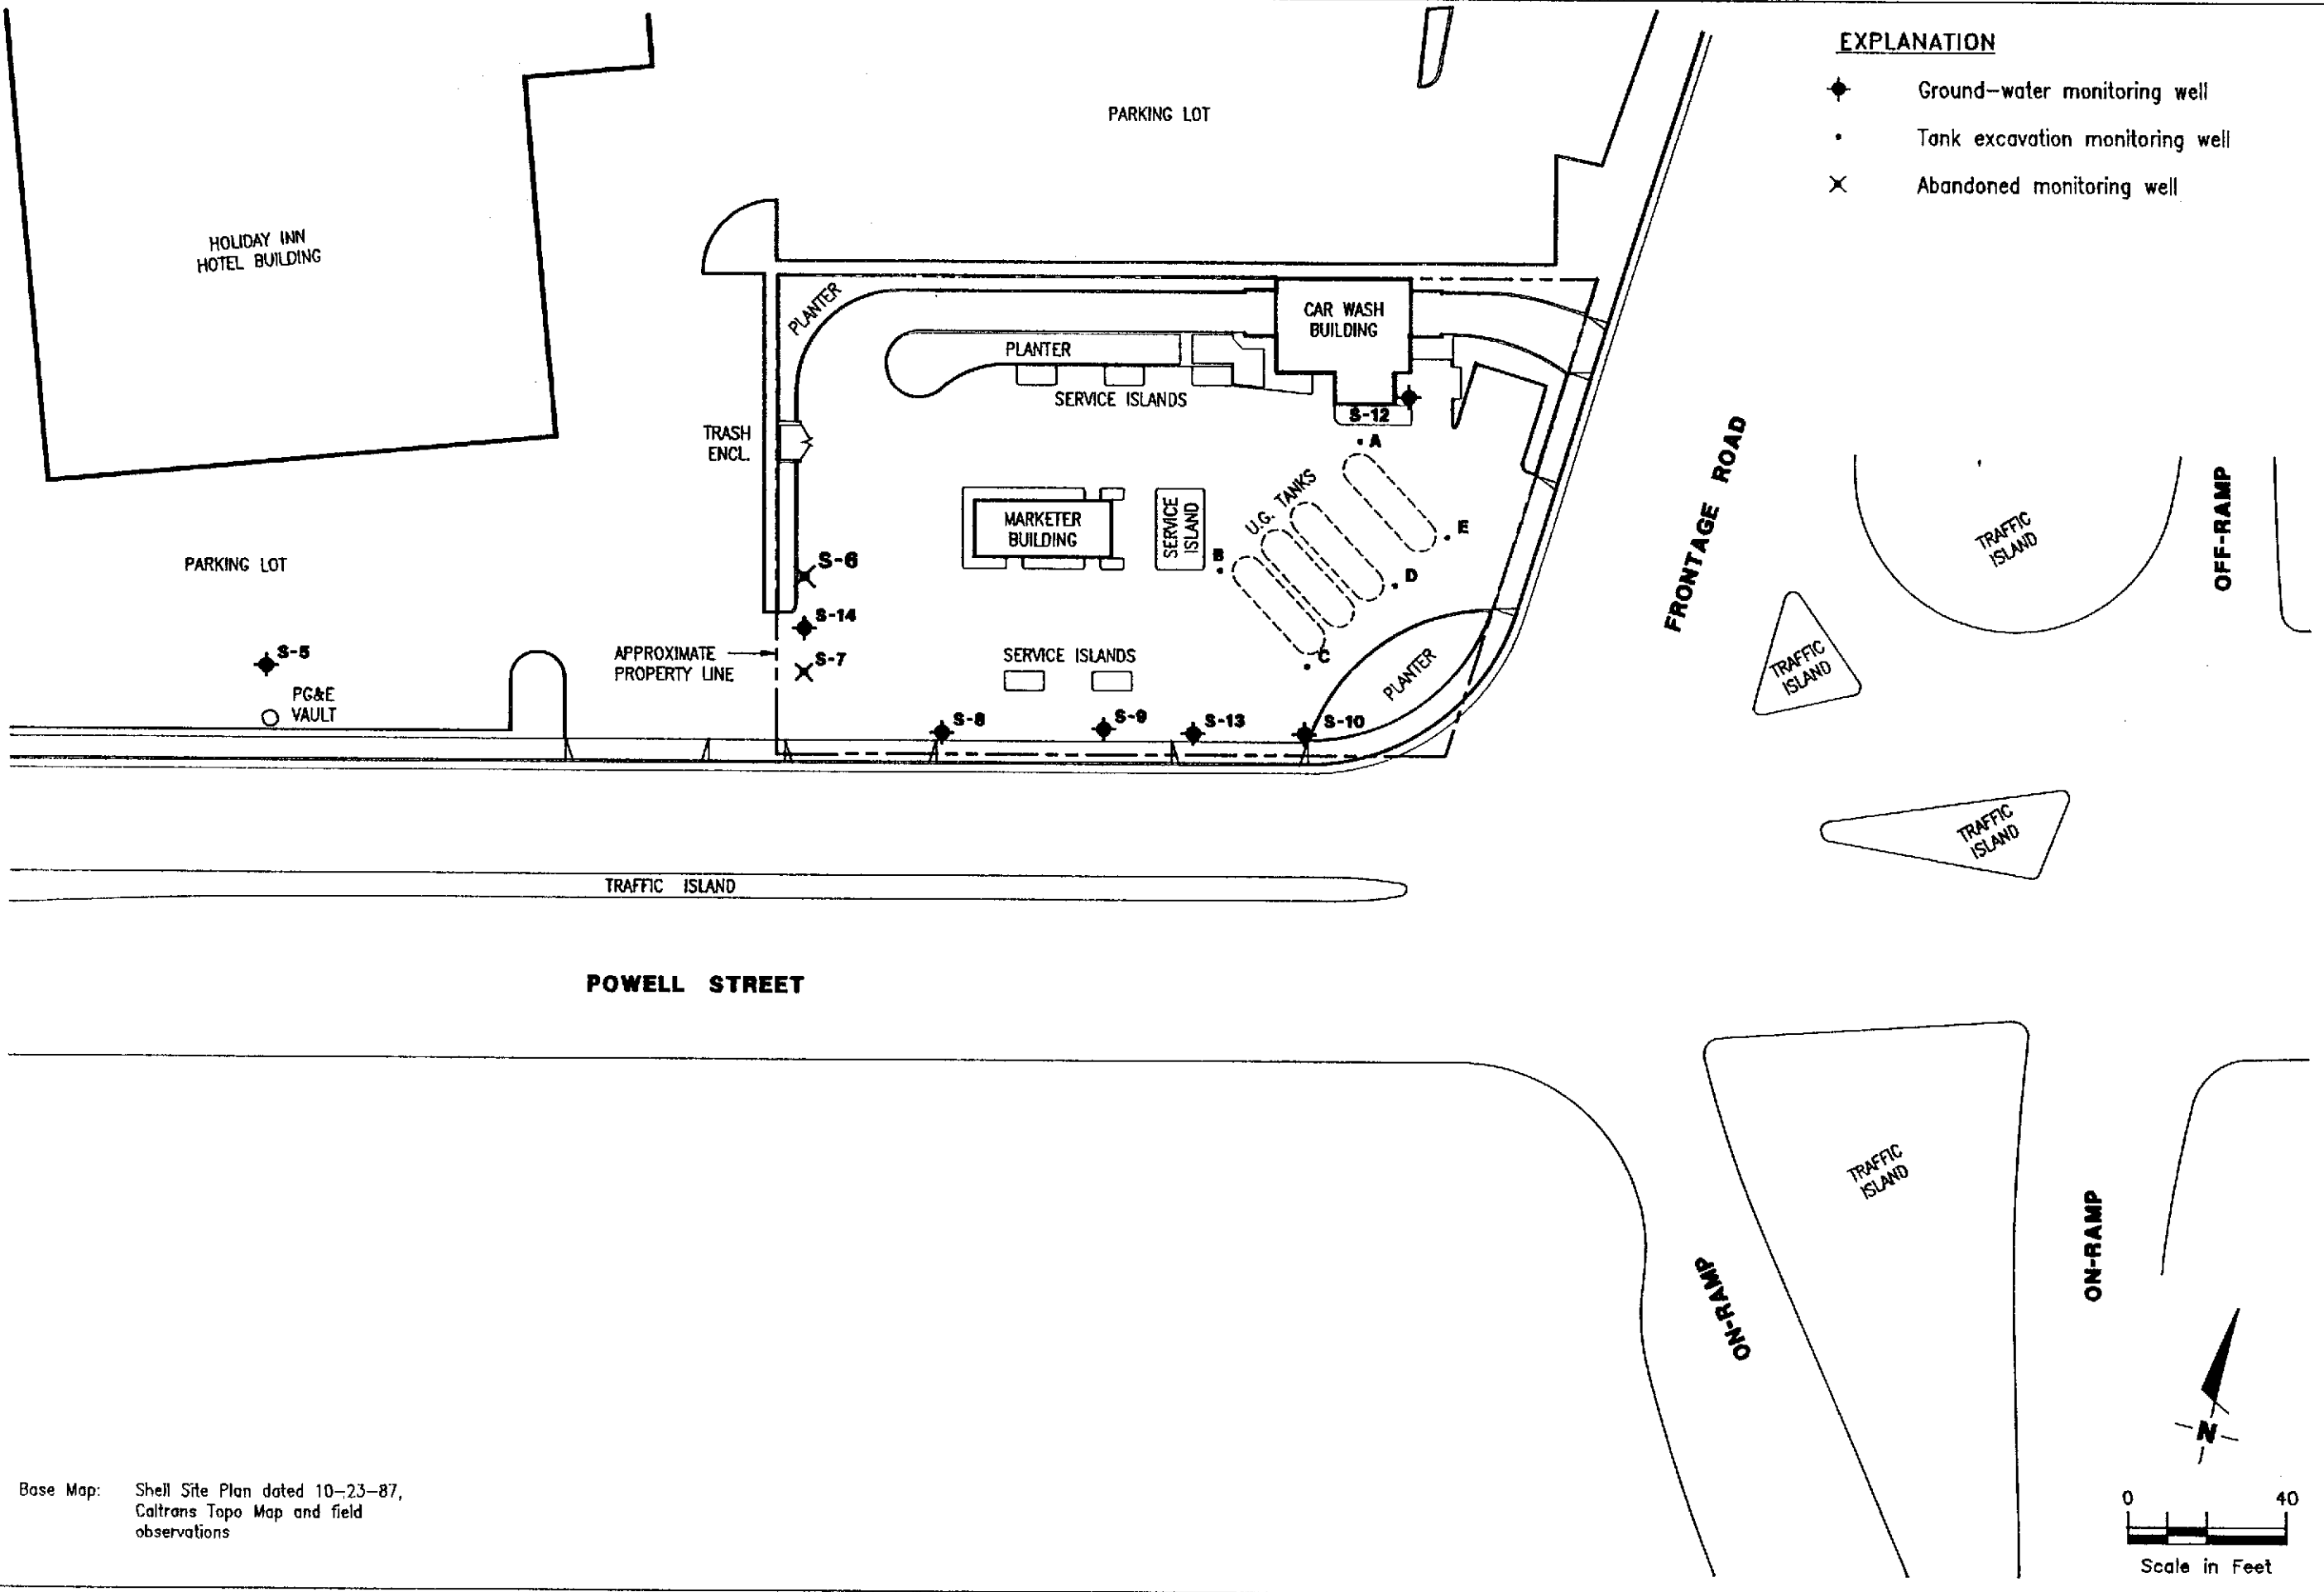 EXPLANATION
Ground-water monitoring well
Tank excavation monitoring well
Abandoned monitoring well
PARKING LOT
HOLIDAY INN
HOTEL BUILDING
PLANTER
CAR WASH
BUILDING
PLANTER
SERVICE ISLANDS
S-12
A
TRASH
ENCL.
U.G. TANKS
MARKETER
BUILDING
SERVICE
ISLAND
B
E
D
C
PARKING LOT
S-6
S-14
S-7
S-5
APPROXIMATE
PROPERTY LINE
SERVICE ISLANDS
PLANTER
PG&E
VAULT
S-8
S-9
S-13
S-10
FRONTAGE ROAD
TRAFFIC
ISLAND
OFF-RAMP
TRAFFIC
ISLAND
TRAFFIC
ISLAND
TRAFFIC ISLAND
POWELL STREET
TRAFFIC
ISLAND
ON-RAMP
ON-RAMP
N
Base Map: Shell Site Plan dated 10-23-87,
Caltrans Topo Map and field
observations
0 40
Scale in Feet